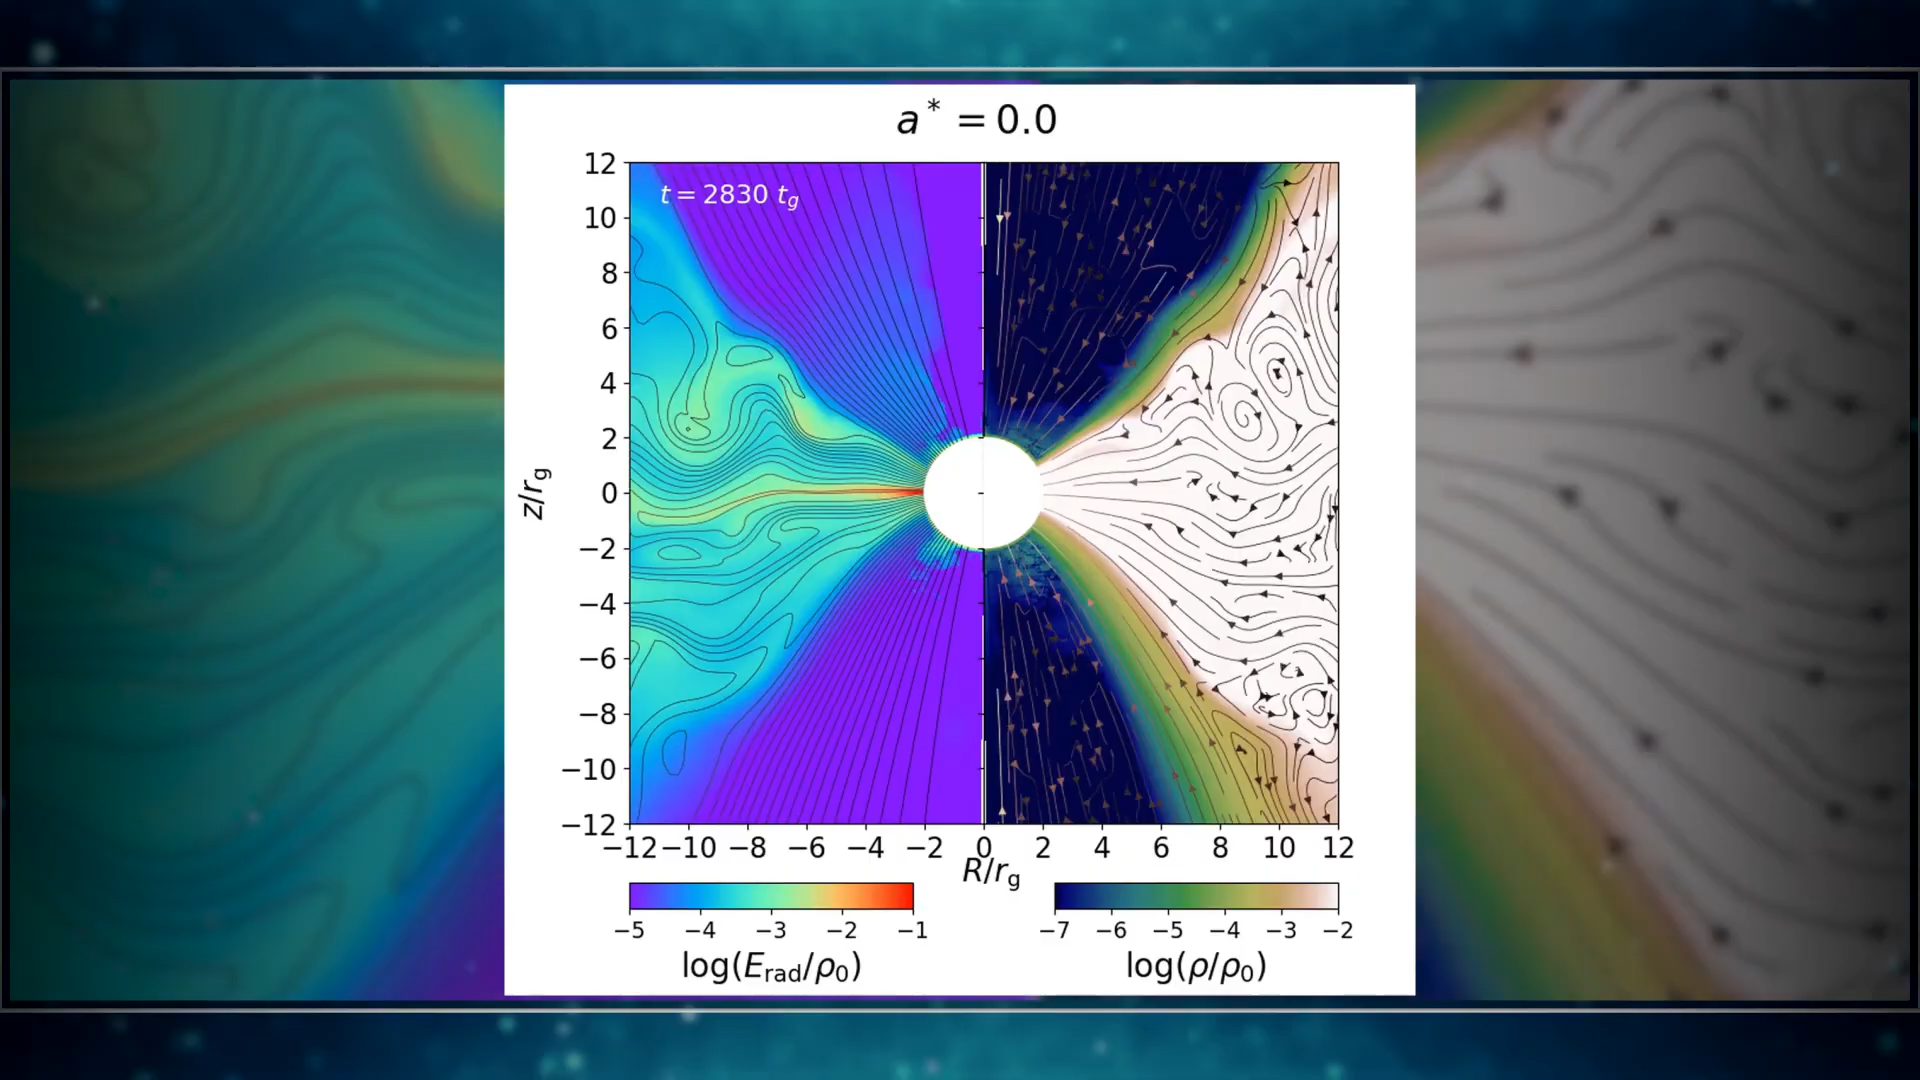 a* = 0.0
t = 2830 t_g
12
10
8
6
4
2
0
−2
−4
−6
−8
−10
−12
z/r_g
−12 −10 −8 −6 −4 −2 0 2 4 6 8 10 12
R/r_g
−5 −4 −3 −2 −1
log(E_rad/ρ_0)
−7 −6 −5 −4 −3 −2
log(ρ/ρ_0)